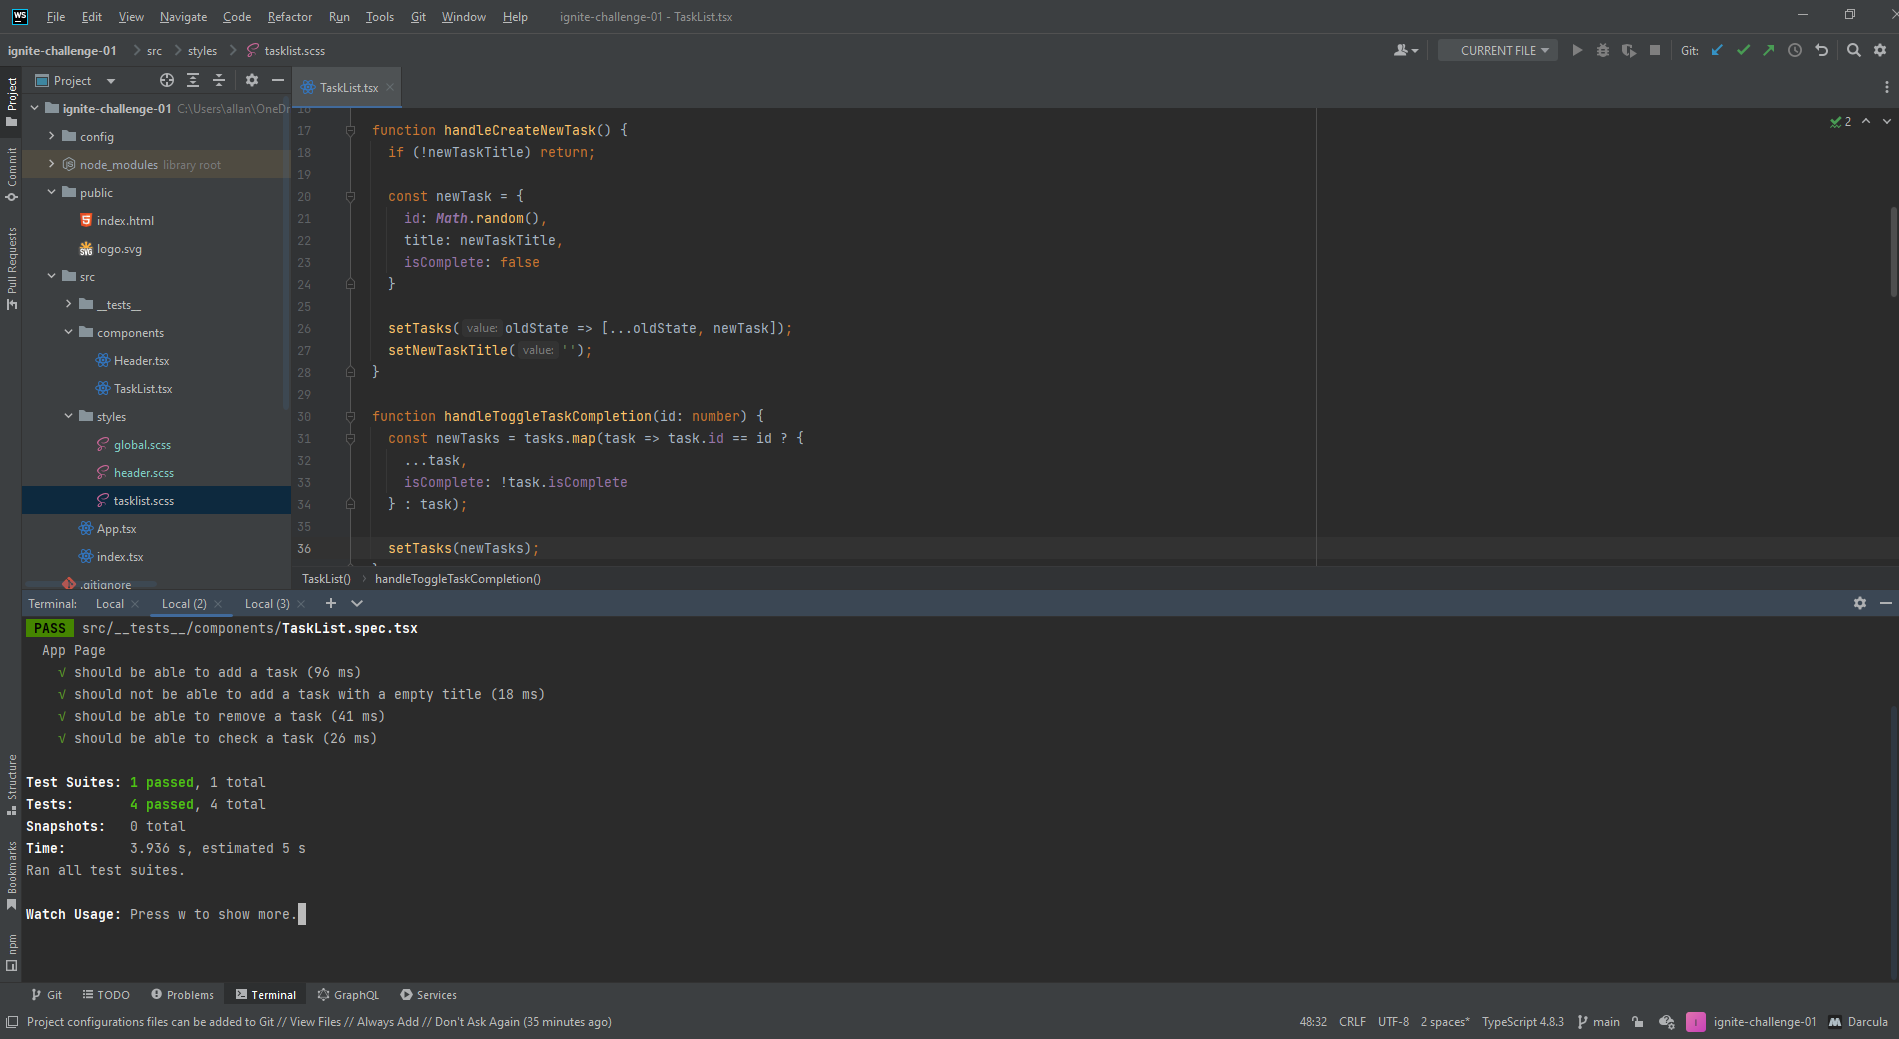 WS File Edit View Navigate Code Refactor Run Tools Git Window Help ignite-challenge-01 - TaskList.tsx
ignite-challenge-01 src styles tasklist.scss CURRENT FILE Git:
Project
TaskList.tsx
ignite-challenge-01 C:\Users\allan\OneDr
config
node_modules library root
public
index.html
logo.svg
src
__tests__
components
Header.tsx
TaskList.tsx
styles
global.scss
header.scss
tasklist.scss
App.tsx
index.tsx
.gitignore
Project
Commit
Pull Requests
Structure
Bookmarks
npm
2
16
17 function handleCreateNewTask() {
18 if (!newTaskTitle) return;
19
20 const newTask = {
21 id: Math.random(),
22 title: newTaskTitle,
23 isComplete: false
24 }
25
26 setTasks( value: oldState => [...oldState, newTask]);
27 setNewTaskTitle( value: '');
28 }
29
30 function handleToggleTaskCompletion(id: number) {
31 const newTasks = tasks.map(task => task.id == id ? {
32 ...task,
33 isComplete: !task.isComplete
34 } : task);
35
36 setTasks(newTasks);
TaskList() handleToggleTaskCompletion()
Terminal: Local Local (2) Local (3)
PASS src/__tests__/components/TaskList.spec.tsx
App Page
√ should be able to add a task (96 ms)
√ should not be able to add a task with a empty title (18 ms)
√ should be able to remove a task (41 ms)
√ should be able to check a task (26 ms)
Test Suites: 1 passed, 1 total
Tests: 4 passed, 4 total
Snapshots: 0 total
Time: 3.936 s, estimated 5 s
Ran all test suites.
Watch Usage: Press w to show more.
Git TODO Problems Terminal GraphQL Services
Project configurations files can be added to Git // View Files // Always Add // Don't Ask Again (35 minutes ago) 48:32 CRLF UTF-8 2 spaces* TypeScript 4.8.3 main ignite-challenge-01 Darcula